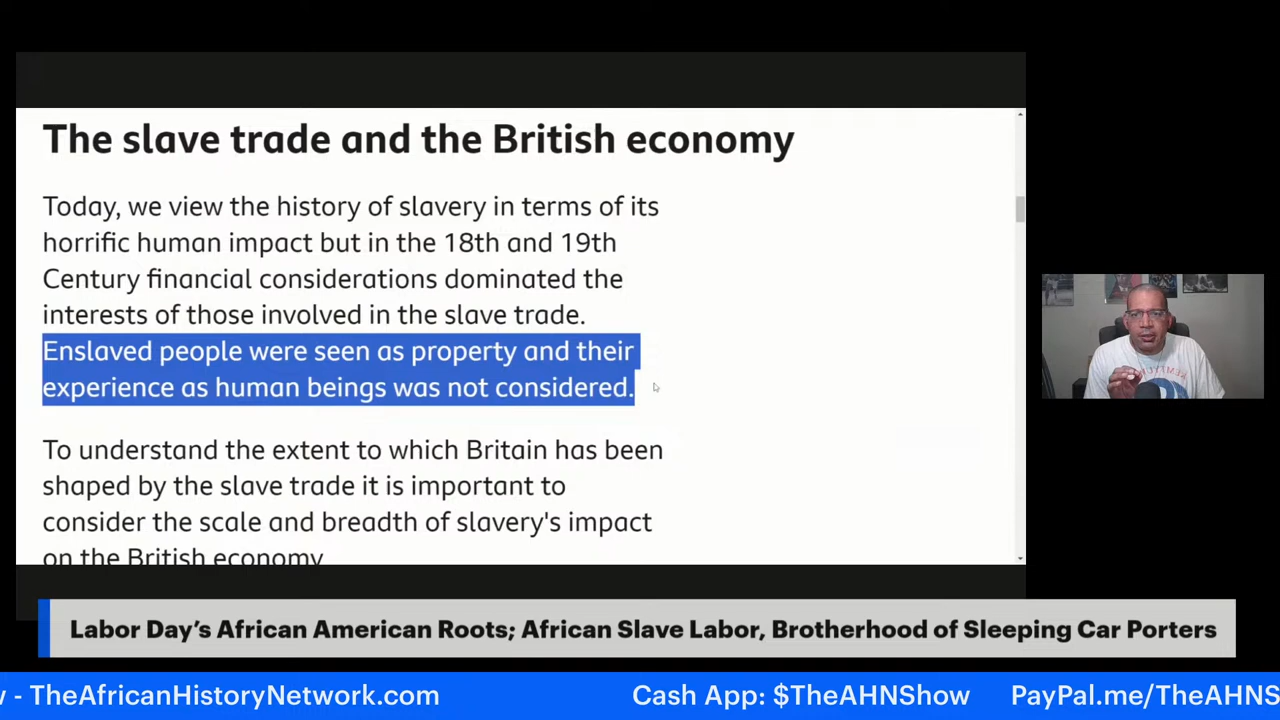 The slave trade and the British economy
Today, we view the history of slavery in terms of its
horrific human impact but in the 18th and 19th
Century financial considerations dominated the
interests of those involved in the slave trade.
Enslaved people were seen as property and their
experience as human beings was not considered.
To understand the extent to which Britain has been
shaped by the slave trade it is important to
consider the scale and breadth of slavery's impact
on the British economy
Labor Day’s African American Roots; African Slave Labor, Brotherhood of Sleeping Car Porters
- TheAfricanHistoryNetwork.com Cash App: $TheAHNShow PayPal.me/TheAHNS